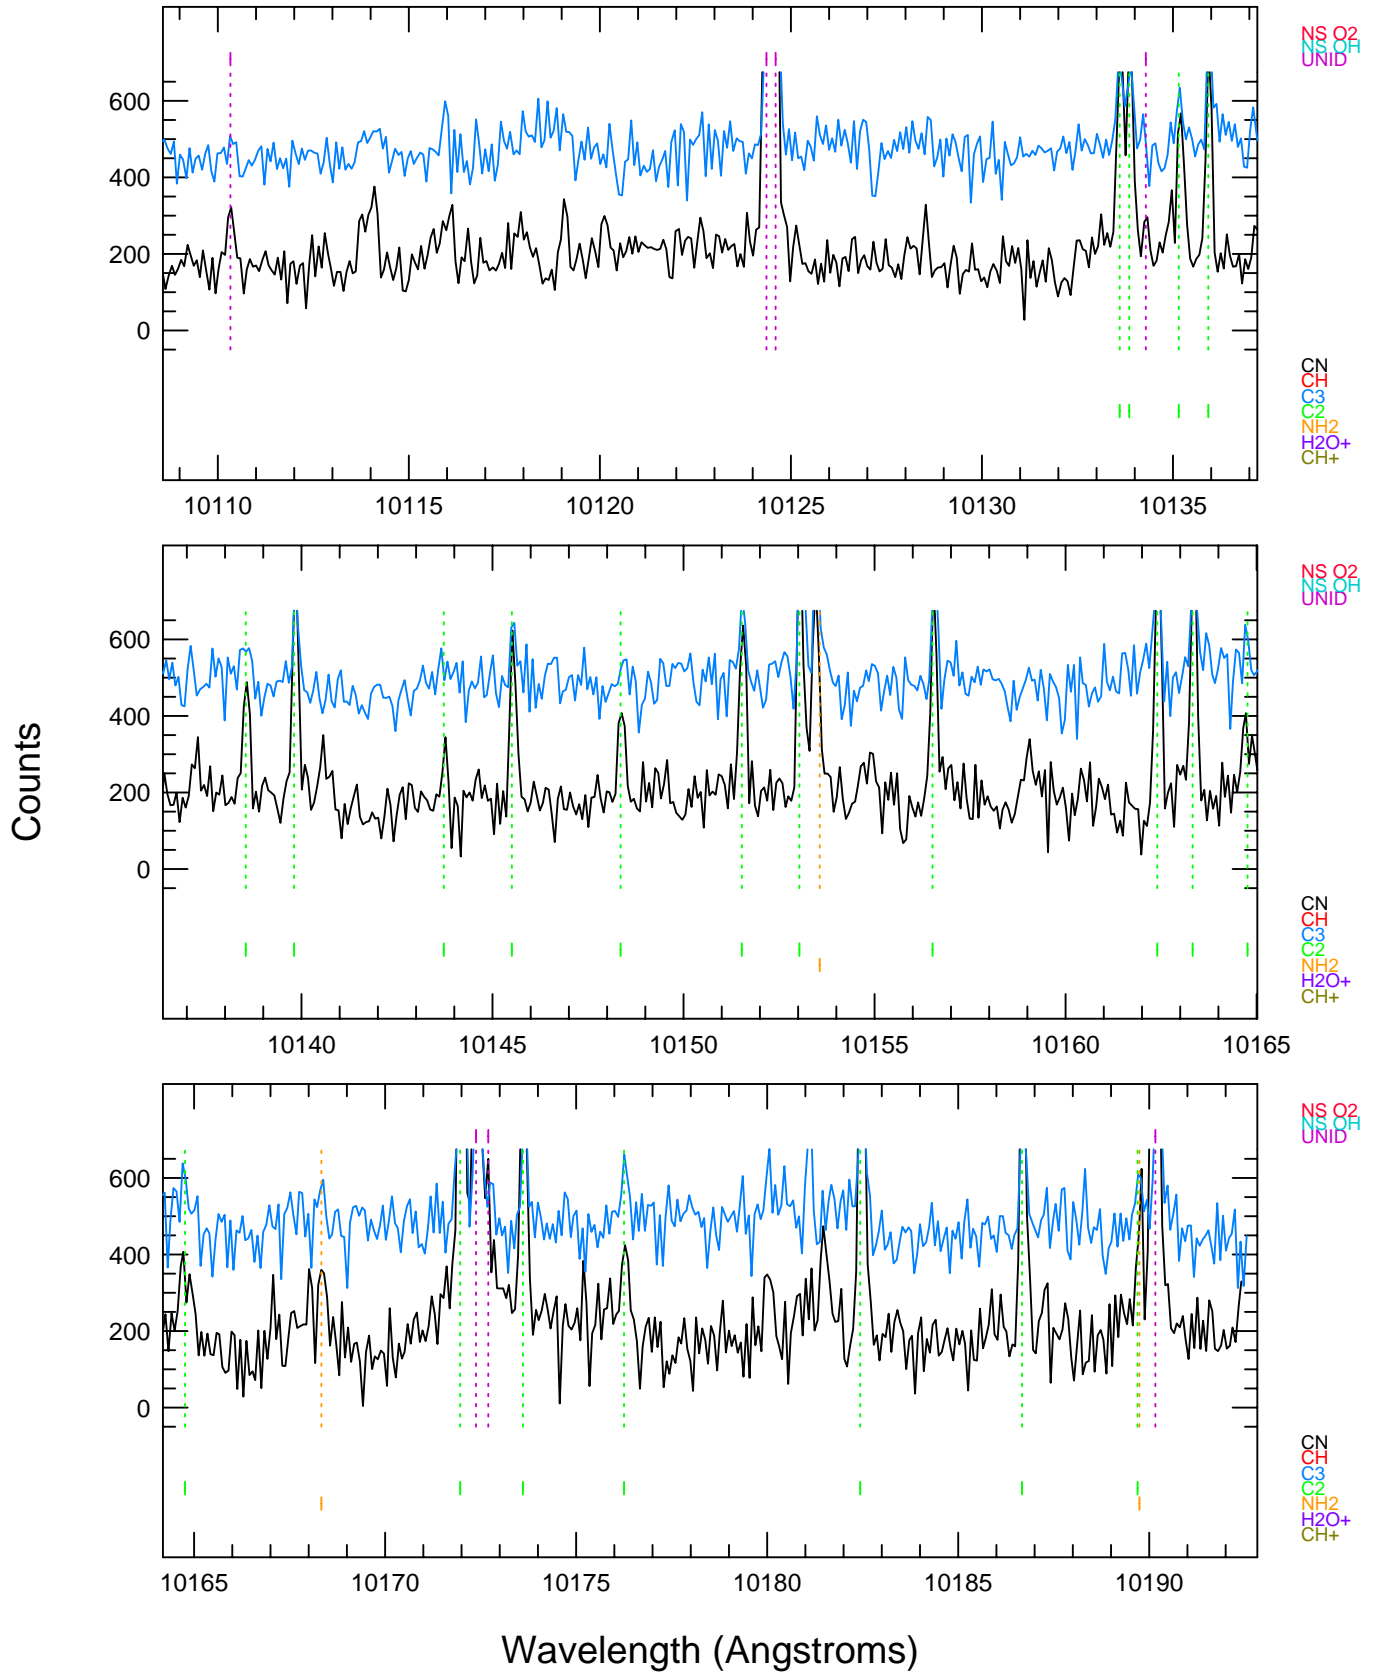 NS O2
NS OH
UNID
600
400
200
0
CN
CH
C3
C2
NH2
H2O+
CH+
10110 10115 10120 10125 10130 10135
NS O2
NS OH
UNID
600
400
200
0
CN
CH
C3
C2
NH2
H2O+
CH+
10140 10145 10150 10155 10160 10165
Counts
NS O2
NS OH
UNID
600
400
200
0
CN
CH
C3
C2
NH2
H2O+
CH+
10165 10170 10175 10180 10185 10190
Wavelength (Angstroms)